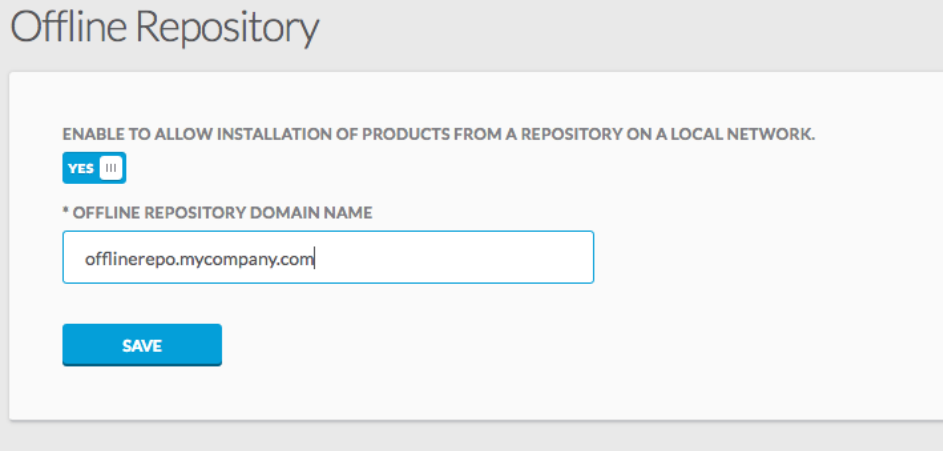 Offline Repository
ENABLE TO ALLOW INSTALLATION OF PRODUCTS FROM A REPOSITORY ON A LOCAL NETWORK.
YES
* OFFLINE REPOSITORY DOMAIN NAME
offlinerepo.mycompany.com
SAVE